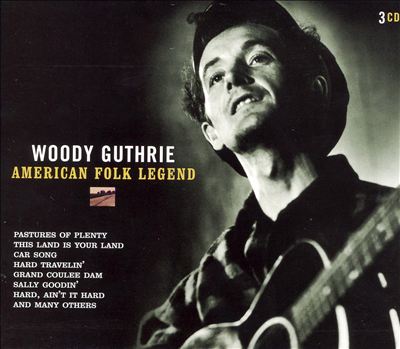 3CD
WOODY GUTHRIE
AMERICAN FOLK LEGEND
PASTURES OF PLENTY
THIS LAND IS YOUR LAND
CAR SONG
HARD TRAVELIN'
GRAND COULEE DAM
SALLY GOODIN'
HARD, AIN'T IT HARD
AND MANY OTHERS